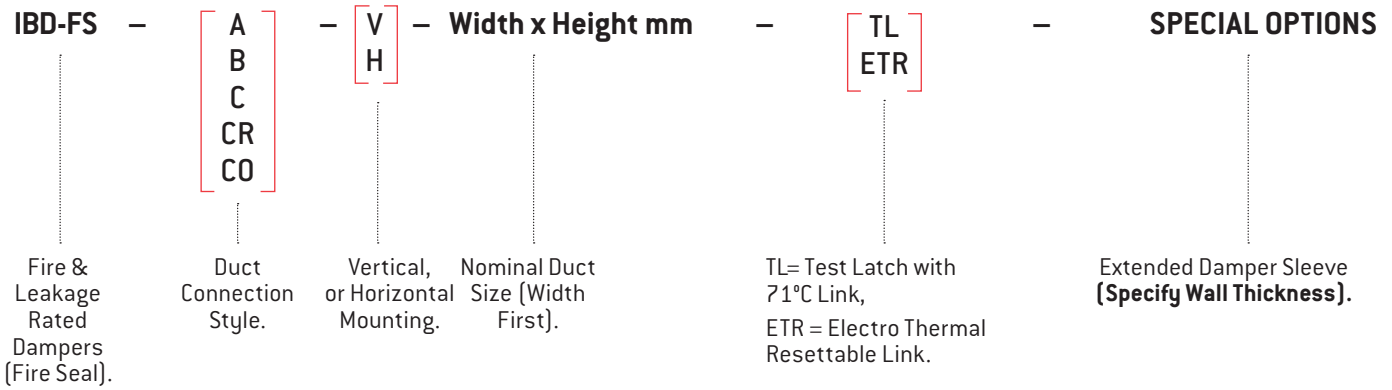 IBD-FS – A – V – Width x Height mm – TL – SPECIAL OPTIONS
B H ETR
C
CR
CO
Fire &
Leakage
Rated
Dampers
(Fire Seal).
Duct
Connection
Style.
Vertical,
or Horizontal
Mounting.
Nominal Duct
Size (Width
First).
TL= Test Latch with
71ºC Link,
ETR = Electro Thermal
Resettable Link.
Extended Damper Sleeve
(Specify Wall Thickness).